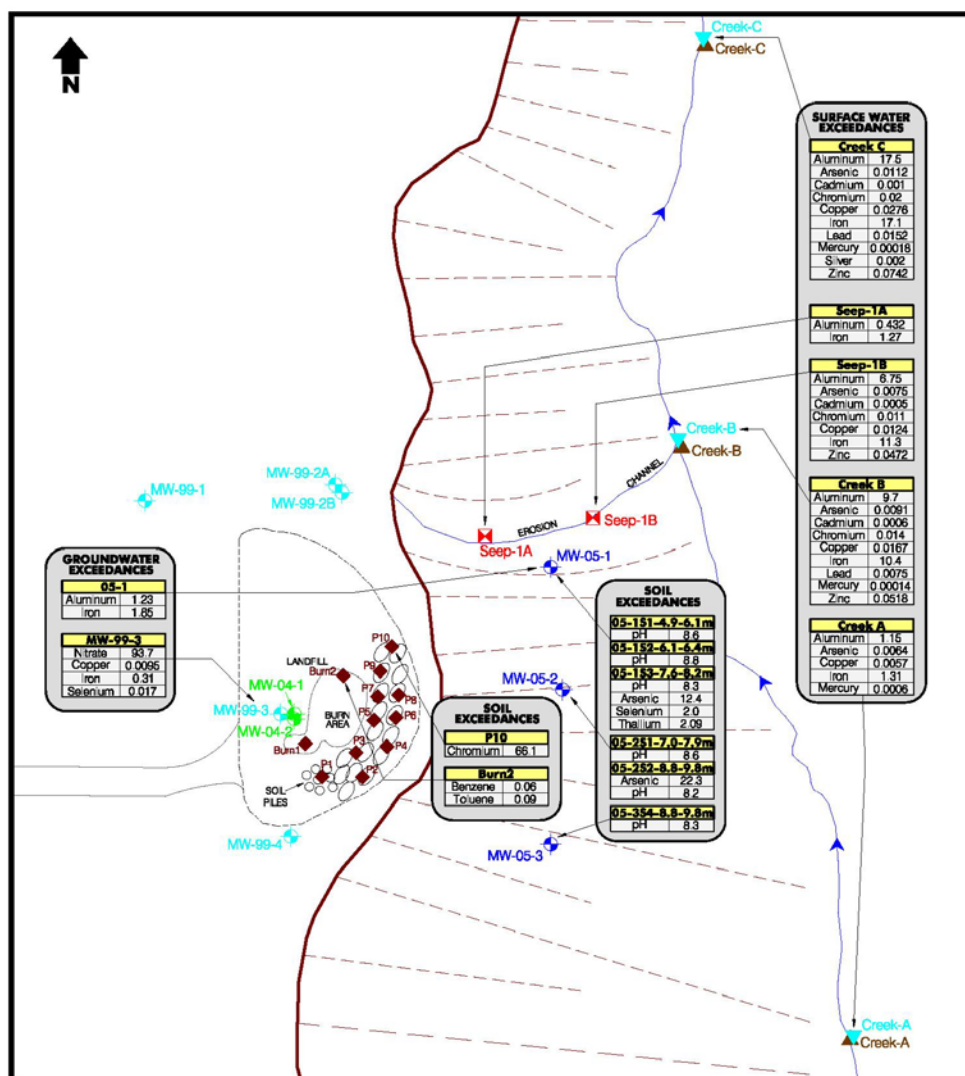 N
Creek-C
Creek-C
SURFACE WATER
EXCEEDANCES
Creek C
Aluminum 17.5
Arsenic 0.0112
Cadmium 0.001
Chromium 0.02
Copper 0.0276
Iron 17.1
Lead 0.0152
Mercury 0.00018
Silver 0.002
Zinc 0.0742
Seep-1A
Aluminum 0.432
Iron 1.27
Seep-1B
Aluminum 6.75
Arsenic 0.0075
Cadmium 0.0005
Chromium 0.011
Copper 0.0124
Iron 11.3
Zinc 0.0472
Creek B
Aluminum 9.7
Arsenic 0.0091
Cadmium 0.0006
Chromium 0.014
Copper 0.0167
Iron 10.4
Lead 0.0075
Mercury 0.00014
Zinc 0.0518
Creek A
Aluminum 1.15
Arsenic 0.0064
Copper 0.0057
Iron 1.31
Mercury 0.0006
Creek-B
Creek-B
MW-99-1
MW-99-2A
MW-99-2B
EROSION CHANNEL
Seep-1A
Seep-1B
MW-05-1
GROUNDWATER
EXCEEDANCES
05-1
Aluminum 1.23
Iron 1.85
MW-99-3
Nitrate 93.7
Copper 0.0095
Iron 0.31
Selenium 0.017
SOIL
EXCEEDANCES
05-1S1-4.9-6.1m
pH 8.6
05-1S2-6.1-6.4m
pH 8.8
05-1S3-7.6-8.2m
pH 8.3
Arsenic 12.4
Selenium 2.0
Thallium 2.09
05-2S1-7.0-7.9m
pH 8.6
05-2S2-8.8-9.8m
Arsenic 22.3
pH 8.2
05-3S4-8.8-9.8m
pH 8.3
P10
LANDFILL
Burn2
P9
MW-04-1
P7
P8
MW-99-3
BURN
AREA
P5
P6
MW-04-2
Burn1
P3
P4
P1
P2
SOIL
PILES
MW-05-2
SOIL
EXCEEDANCES
P10
Chromium 66.1
Burn2
Benzene 0.06
Toluene 0.09
MW-99-4
MW-05-3
Creek-A
Creek-A